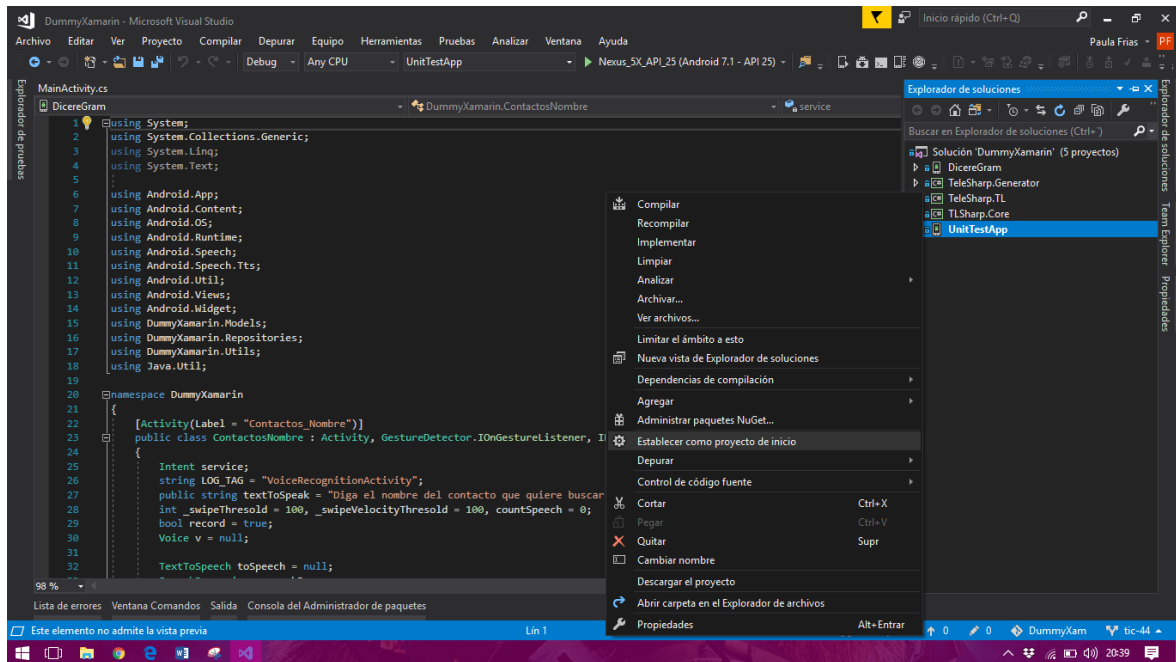 DummyXamarin - Microsoft Visual Studio
Inicio rápido (Ctrl+Q)
Archivo Editar Ver Proyecto Compilar Depurar Equipo Herramientas Pruebas Analizar Ventana Ayuda
Paula Frias PF
Debug Any CPU UnitTestApp Nexus_5X_API_25 (Android 7.1 - API 25)
Explorador de pruebas
MainActivity.cs
DicereGram DummyXamarin.ContactosNombre service
1 using System;
2 using System.Collections.Generic;
3 using System.Linq;
4 using System.Text;
5
6 using Android.App;
7 using Android.Content;
8 using Android.OS;
9 using Android.Runtime;
10 using Android.Speech;
11 using Android.Speech.Tts;
12 using Android.Util;
13 using Android.Views;
14 using Android.Widget;
15 using DummyXamarin.Models;
16 using DummyXamarin.Repositories;
17 using DummyXamarin.Utils;
18 using Java.Util;
19
20 namespace DummyXamarin
21 {
22 [Activity(Label = "Contactos_Nombre")]
23 public class ContactosNombre : Activity, GestureDetector.IOnGestureListener, I
24 {
25 Intent service;
26 string LOG_TAG = "VoiceRecognitionActivity";
27 public string textToSpeak = "Diga el nombre del contacto que quiere buscar
28 int _swipeThresold = 100, _swipeVelocityThresold = 100, countSpeech = 0;
29 bool record = true;
30 Voice v = null;
31
32 TextToSpeech toSpeech = null;
98 %
Compilar
Recompilar
Implementar
Limpiar
Analizar
Archivar...
Ver archivos...
Limitar el ámbito a esto
Nueva vista de Explorador de soluciones
Dependencias de compilación
Agregar
Administrar paquetes NuGet...
Establecer como proyecto de inicio
Depurar
Control de código fuente
Cortar Ctrl+X
Pegar Ctrl+V
Quitar Supr
Cambiar nombre
Descargar el proyecto
Abrir carpeta en el Explorador de archivos
Propiedades Alt+Entrar
Explorador de soluciones
Buscar en Explorador de soluciones (Ctrl+´)
Solución 'DummyXamarin' (5 proyectos)
DicereGram
TeleSharp.Generator
TeleSharp.TL
TLSharp.Core
UnitTestApp
Explorador de soluciones
Team Explorer
Propiedades
Lista de errores Ventana Comandos Salida Consola del Administrador de paquetes
Este elemento no admite la vista previa Lín 1 0 0 DummyXam tic-44
20:39